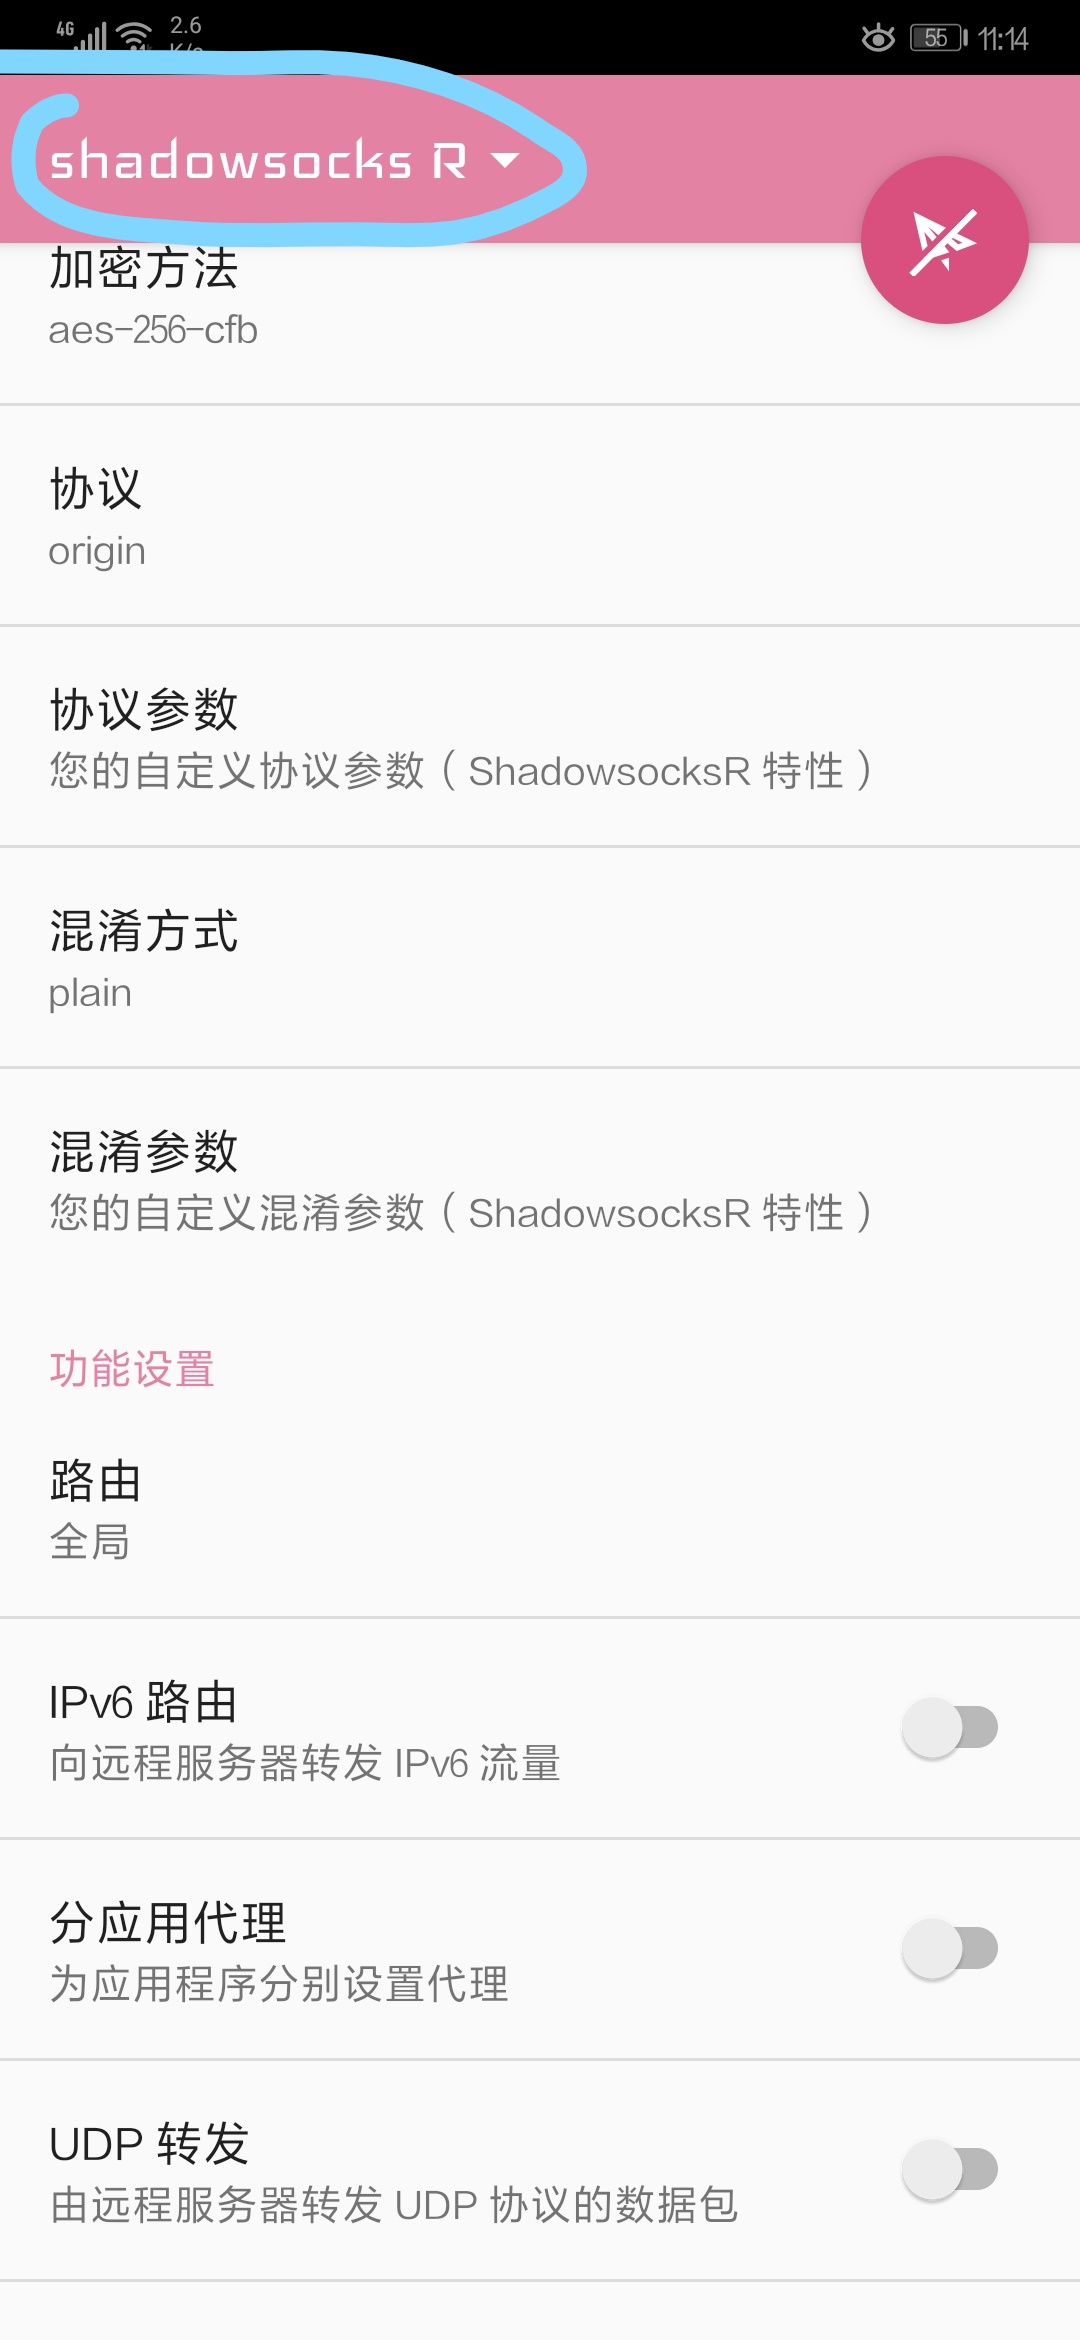 4G 2.6 55 11:14
K/s
shadowsocks R
加密方法
aes-256-cfb
协议
origin
协议参数
您的自定义协议参数（ShadowsocksR 特性）
混淆方式
plain
混淆参数
您的自定义混淆参数（ShadowsocksR 特性）
功能设置
路由
全局
IPv6 路由
向远程服务器转发 IPv6 流量
分应用代理
为应用程序分别设置代理
UDP 转发
由远程服务器转发 UDP 协议的数据包